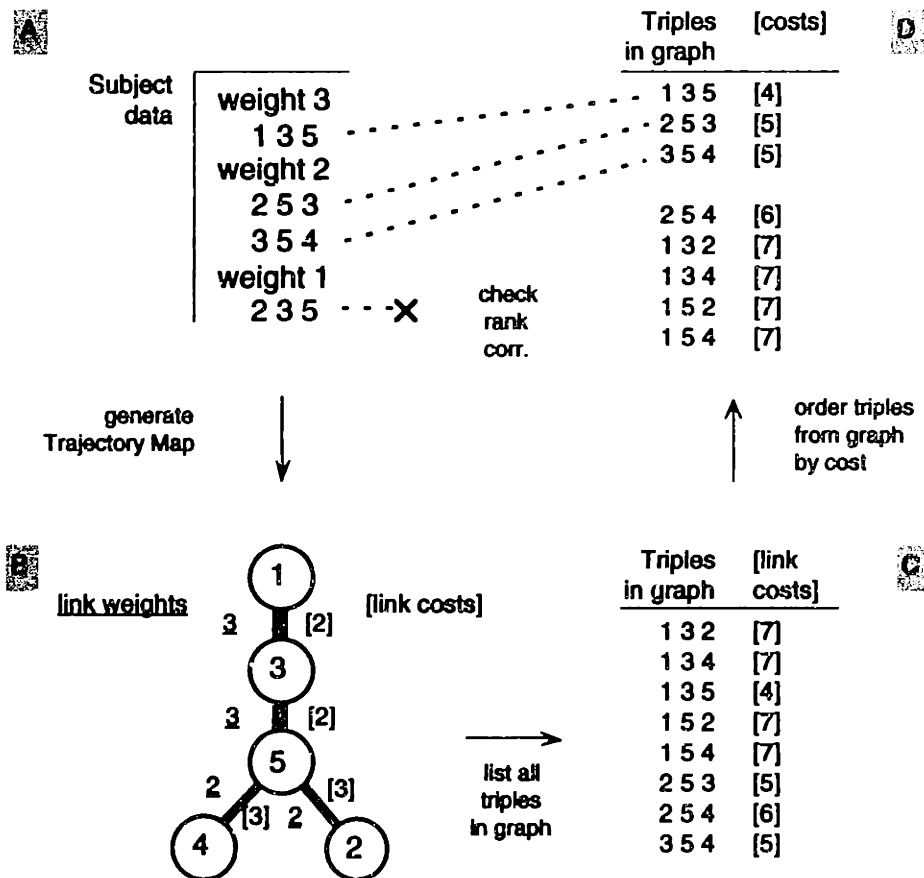 A
Subject data
weight 3
1 3 5
weight 2
2 5 3
3 5 4
weight 1
2 3 5
check
rank
corr.
Triples [costs]
in graph
D
1 3 5 [4]
2 5 3 [5]
3 5 4 [5]
2 5 4 [6]
1 3 2 [7]
1 3 4 [7]
1 5 2 [7]
1 5 4 [7]
generate
Trajectory Map
order triples
from graph
by cost
B
link weights
[link costs]
1
3 [2]
3
3 [2]
5
2 [3] 2 [3]
4 2
list all
triples
in graph
Triples [link
in graph costs]
C
1 3 2 [7]
1 3 4 [7]
1 3 5 [4]
1 5 2 [7]
1 5 4 [7]
2 5 3 [5]
2 5 4 [6]
3 5 4 [5]